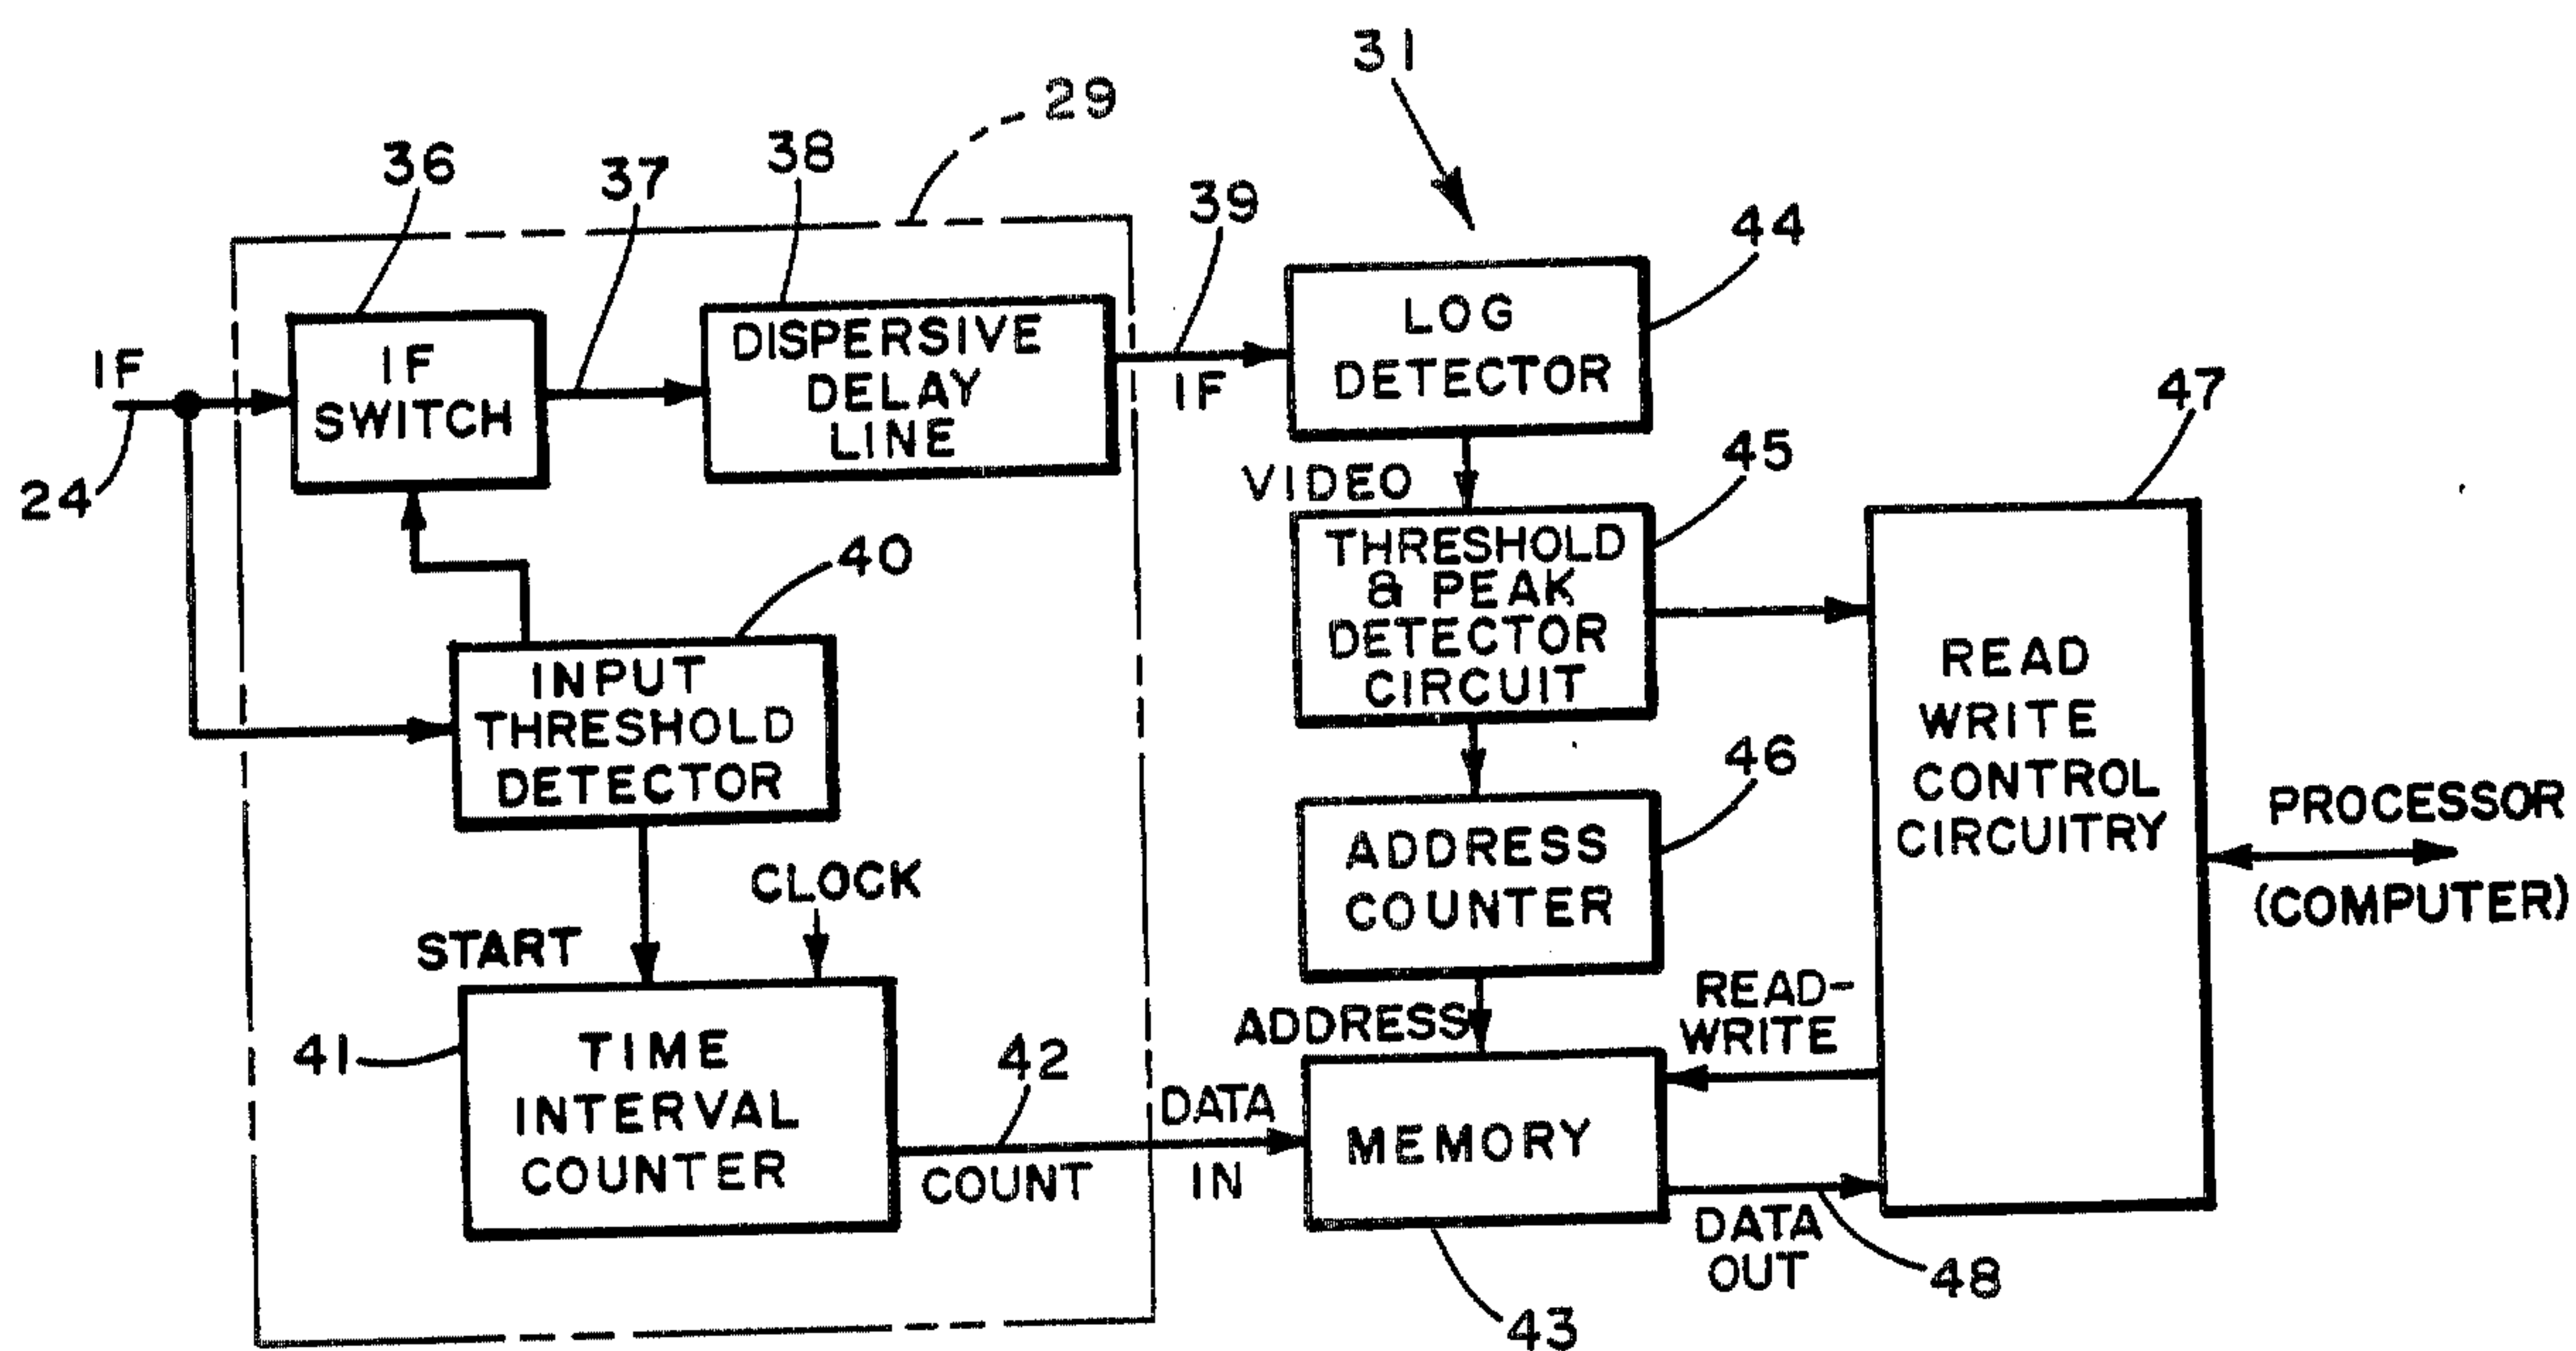 31
29
36
37
38
39
44
IF
24
IF
SWITCH
DISPERSIVE
DELAY
LINE
IF
LOG
DETECTOR
47
VIDEO
45
40
THRESHOLD
& PEAK
DETECTOR
CIRCUIT
INPUT
THRESHOLD
DETECTOR
READ
WRITE
CONTROL
CIRCUITRY
46
PROCESSOR
(COMPUTER)
CLOCK
START
ADDRESS
COUNTER
ADDRESS
READ-
WRITE
41
TIME
INTERVAL
COUNTER
42
COUNT
DATA
IN
MEMORY
DATA
OUT
48
43